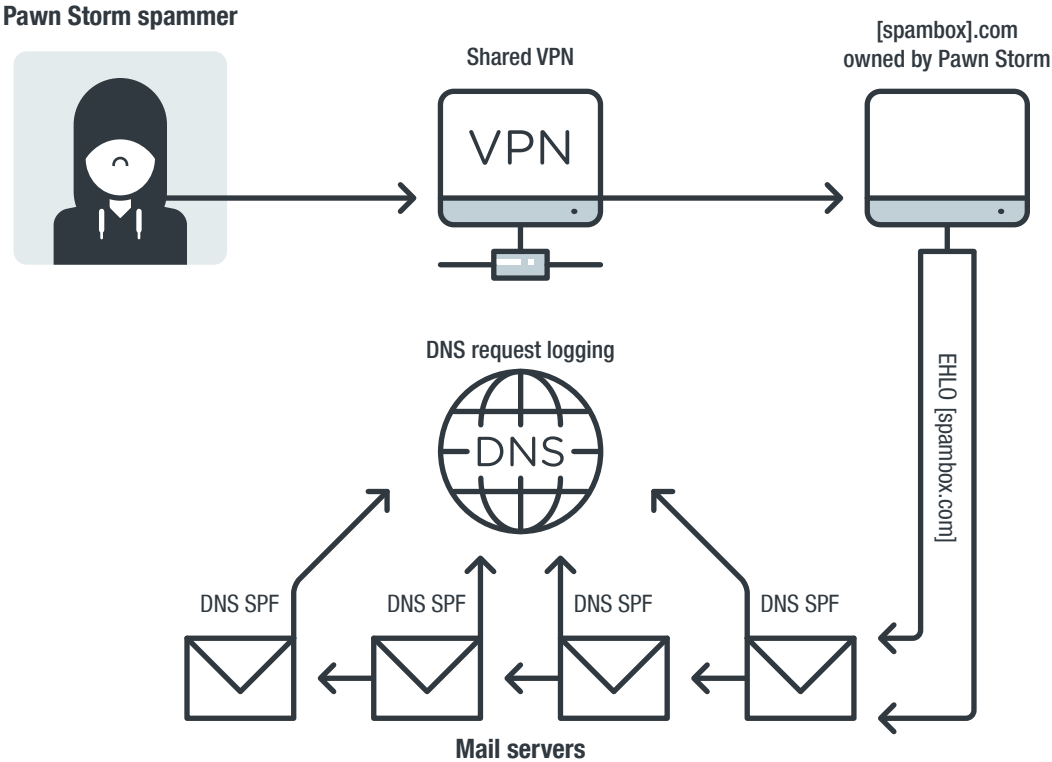 Pawn Storm spammer
Shared VPN
[spambox].com
owned by Pawn Storm
VPN
DNS request logging
DNS
EHLO [spambox.com]
DNS SPF
DNS SPF
DNS SPF
DNS SPF
Mail servers